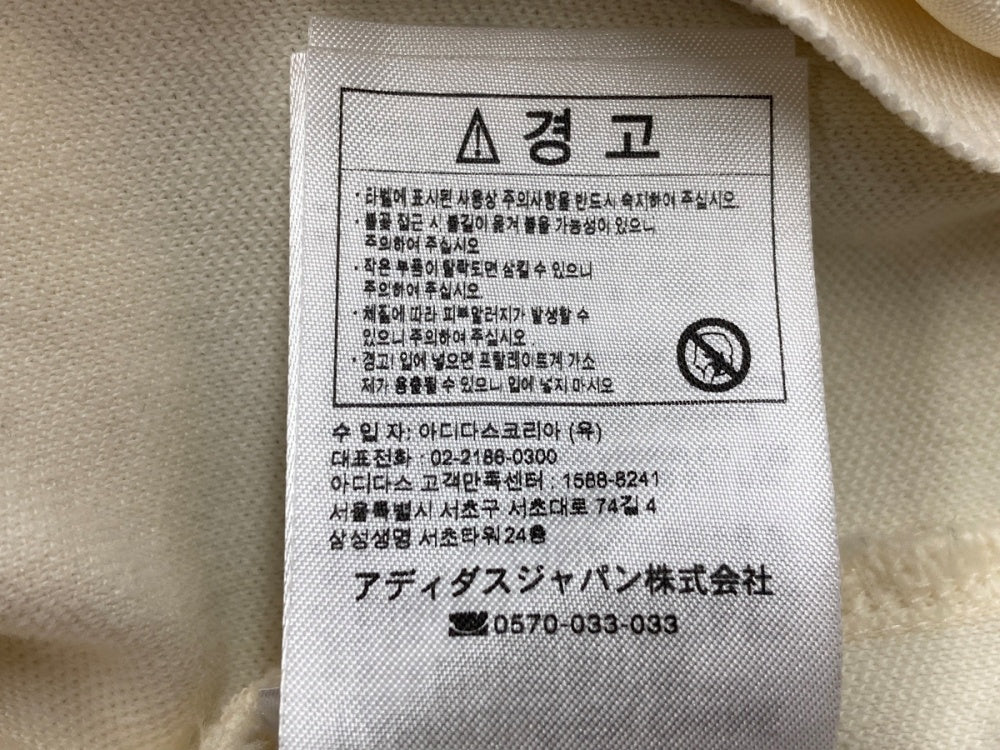 경 고
· 라벨에 표시된 사용상 주의사항을 반드시 숙지하여 주십시오
· 불꽃 접근 시 불길이 옮겨 붙을 가능성이 있으니
주의하여 주십시오
· 작은 부품이 탈락되면 삼킬 수 있으니
주의하여 주십시오
· 체질에 따라 피부알러지가 발생할 수
있으니 주의하여 주십시오.
· 경고! 입에 넣으면 프탈레이트계 가소
제가 용출될 수 있으니 입에 넣지 마시오
수 입 자: 아디다스코리아 (유)
대표전화 : 02-2186-0300
아디다스 고객만족센터 : 1588-8241
서울특별시 서초구 서초대로 74길 4
삼성생명 서초타워 24층
アディダスジャパン株式会社
0570-033-033